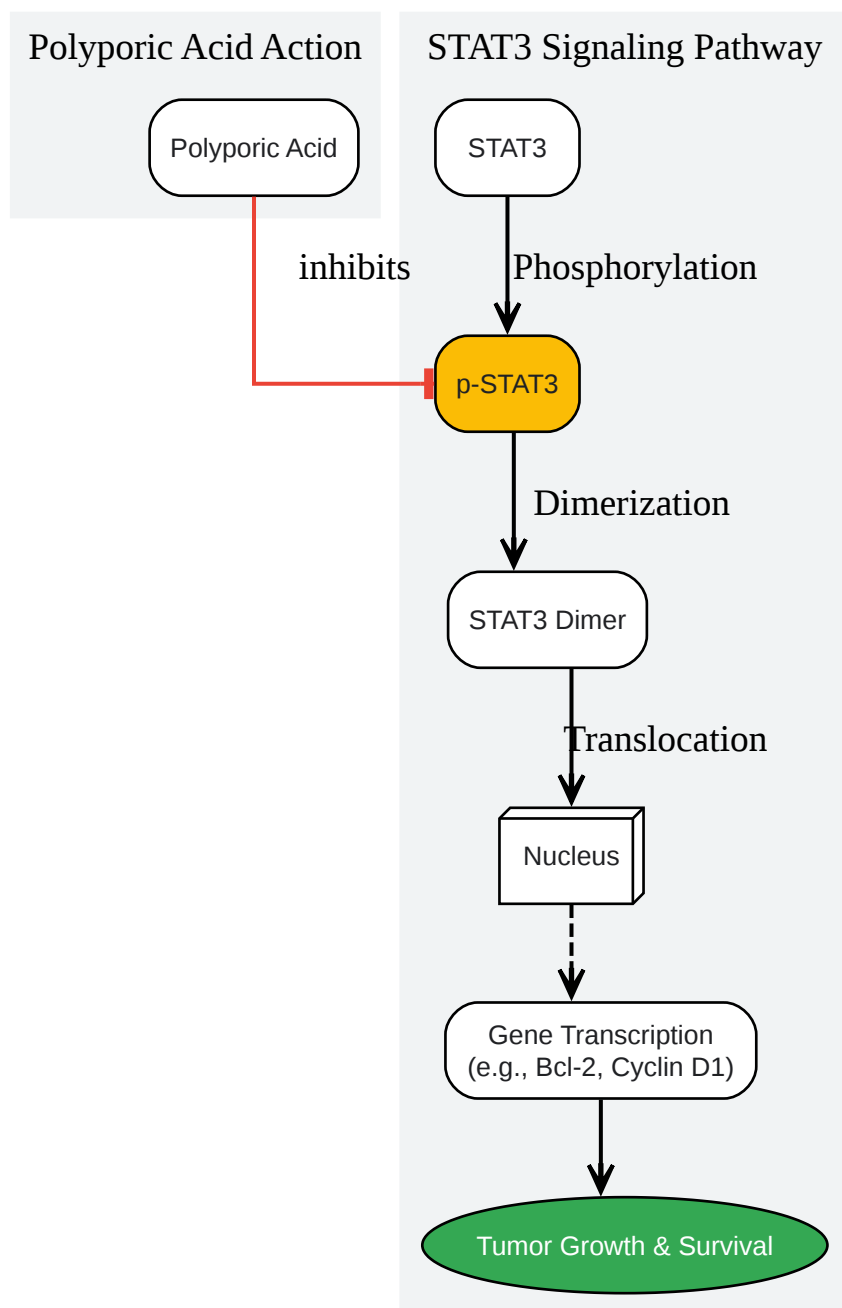 Polyporic Acid Action
STAT3 Signaling Pathway
Polyporic Acid
STAT3
inhibits
Phosphorylation
p-STAT3
Dimerization
STAT3 Dimer
Translocation
Nucleus
Gene Transcription
(e.g., Bcl-2, Cyclin D1)
Tumor Growth & Survival